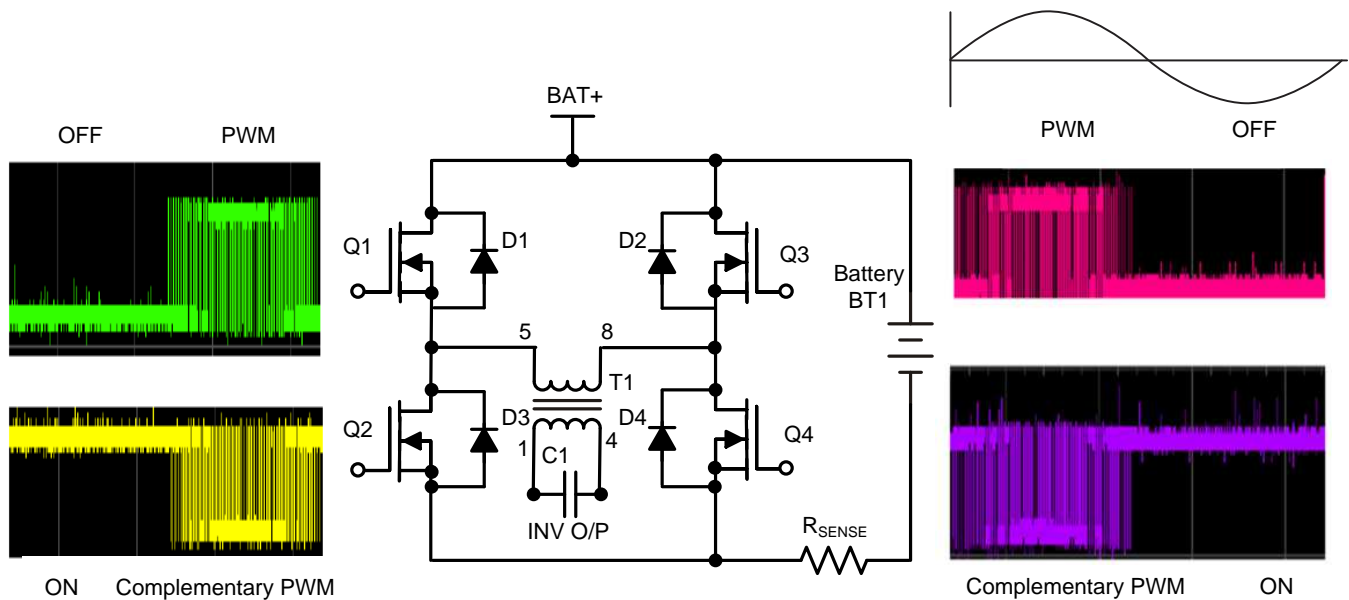 OFF PWM
BAT+
PWM OFF
Q1 D1 D2 Q3
Battery
BT1
5 8
T1
Q2 D3 D4 Q4
1 4
C1
INV O/P
RSENSE
ON Complementary PWM
Complementary PWM ON